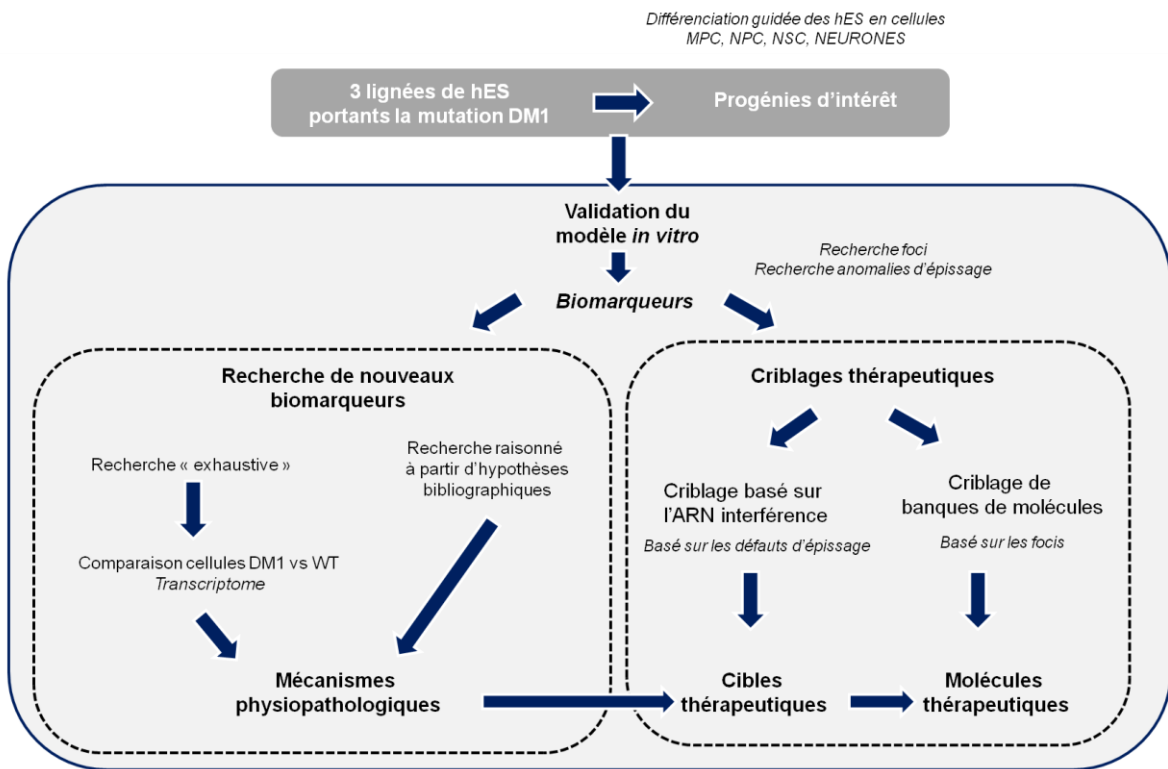 Différenciation guidée des hES en cellules
MPC, NPC, NSC, NEURONES
3 lignées de hES
portants la mutation DM1
Progénies d'intérêt
Validation du
modèle in vitro
Recherche foci
Recherche anomalies d'épissage
Biomarqueurs
Recherche de nouveaux
biomarqueurs
Recherche « exhaustive »
Recherche raisonné
à partir d'hypothèses
bibliographiques
Comparaison cellules DM1 vs WT
Transcriptome
Mécanismes
physiopathologiques
Criblages thérapeutiques
Criblage basé sur
l'ARN interférence
Basé sur les défauts d'épissage
Criblage de
banques de molécules
Basé sur les focis
Cibles
thérapeutiques
Molécules
thérapeutiques